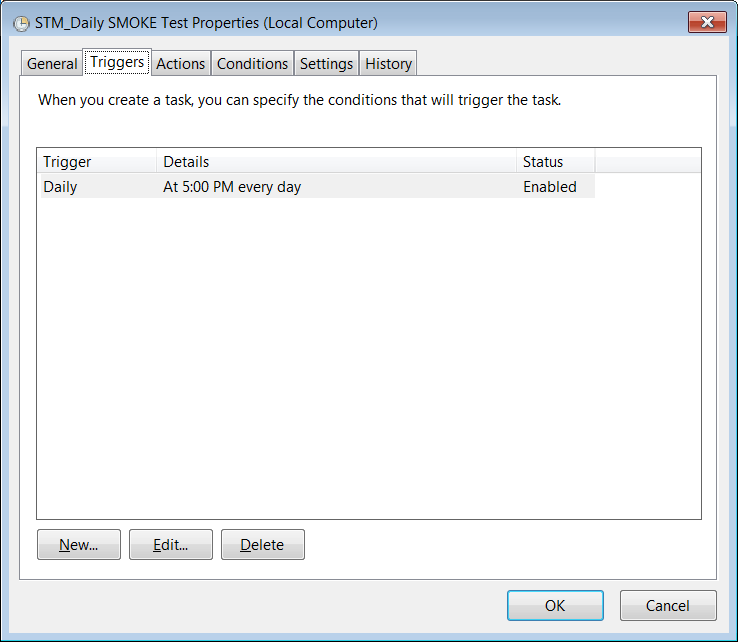 STM_Daily SMOKE Test Properties (Local Computer)
General Triggers Actions Conditions Settings History
When you create a task, you can specify the conditions that will trigger the task.
Trigger Details Status
Daily At 5:00 PM every day Enabled
New... Edit... Delete
OK Cancel